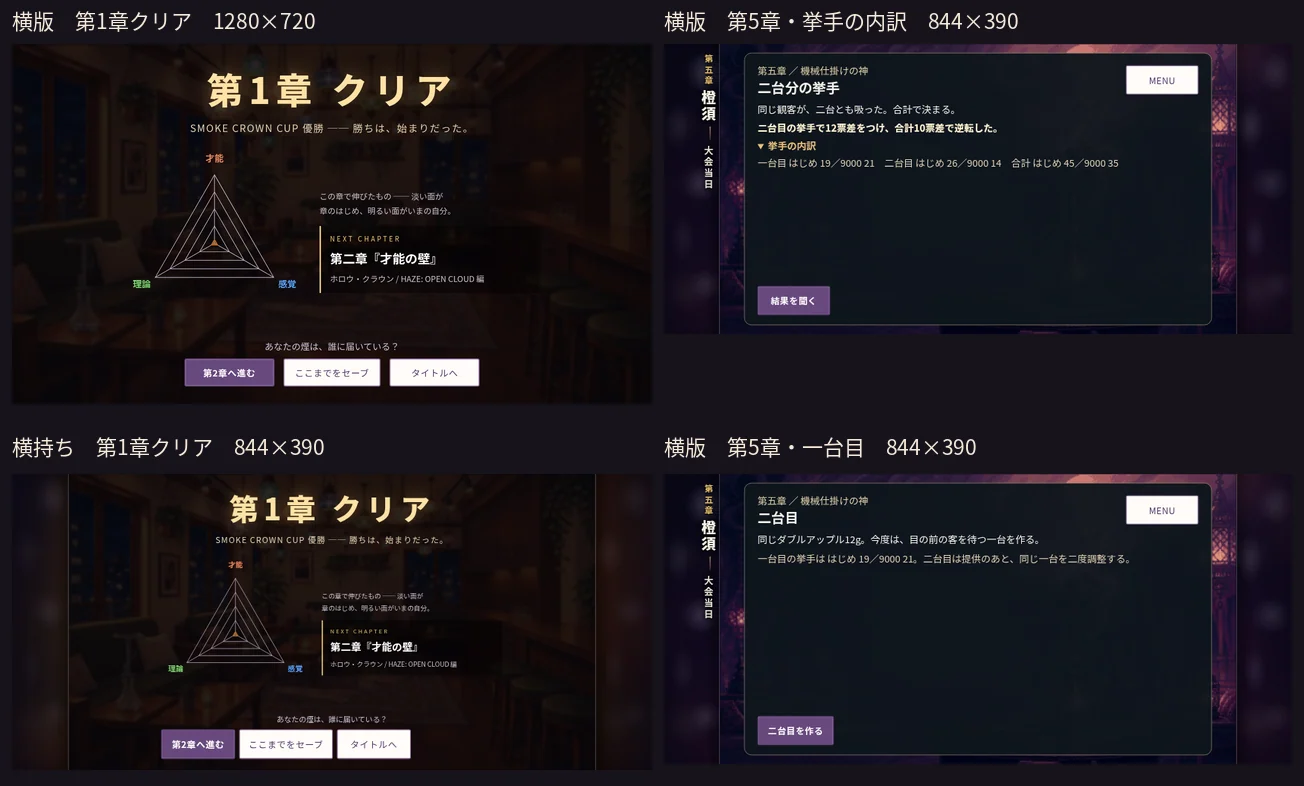 横版 第1章クリア 1280×720
第1章 クリア
SMOKE CROWN CUP 優勝 ── 勝ちは、始まりだった。
才能
理論
感覚
この章で伸びたもの ── 淡い面が
章のはじめ、明るい面がいまの自分。
NEXT CHAPTER
第二章『才能の壁』
ホロウ・クラウン / HAZE: OPEN CLOUD 編
あなたの煙は、誰に届いている？
第2章へ進む
ここまでをセーブ
タイトルへ
横版 第5章・挙手の内訳 844×390
第五章
橙須
大会当日
第五章 ／ 機械仕掛けの神
二台分の挙手
MENU
同じ観客が、二台とも吸った。合計で決まる。
二台目の挙手で12票差をつけ、合計10票差で逆転した。
▼ 挙手の内訳
一台目 はじめ 19／9000 21 二台目 はじめ 26／9000 14 合計 はじめ 45／9000 35
結果を聞く
横持ち 第1章クリア 844×390
第1章 クリア
SMOKE CROWN CUP 優勝 ── 勝ちは、始まりだった。
才能
理論
感覚
この章で伸びたもの ── 淡い面が
章のはじめ、明るい面がいまの自分。
NEXT CHAPTER
第二章『才能の壁』
ホロウ・クラウン / HAZE: OPEN CLOUD 編
あなたの煙は、誰に届いている？
第2章へ進む
ここまでをセーブ
タイトルへ
横版 第5章・一台目 844×390
第五章
橙須
大会当日
第五章 ／ 機械仕掛けの神
二台目
MENU
同じダブルアップル12g。今度は、目の前の客を待つ一台を作る。
一台目の挙手は はじめ 19／9000 21。二台目は提供のあと、同じ一台を二度調整する。
二台目を作る